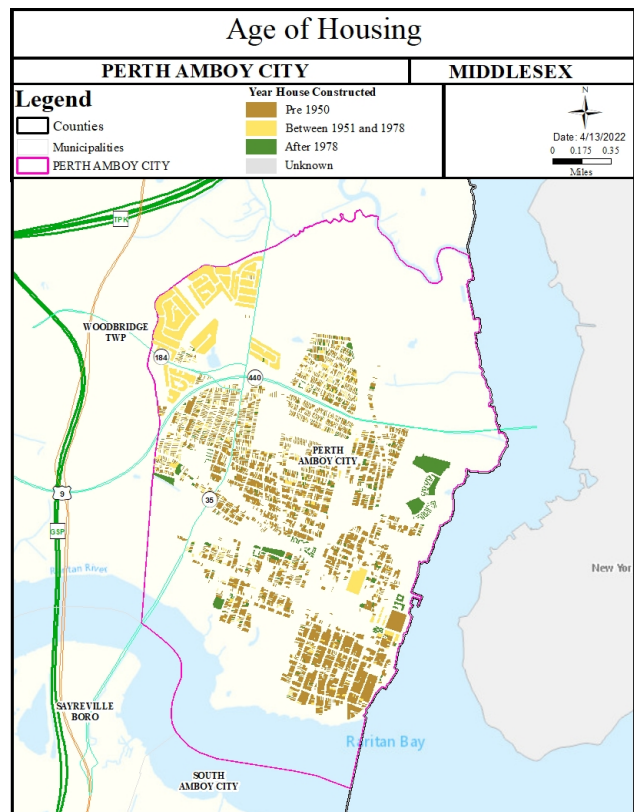 Age of Housing
PERTH AMBOY CITY
MIDDLESEX
Legend
Counties
Municipalities
PERTH AMBOY CITY
Year House Constructed
Pre 1950
Between 1951 and 1978
After 1978
Unknown
N
Date: 4/13/2022
0 0.175 0.35
Miles
TPK
WOODBRIDGE
TWP
184
440
PERTH
AMBOY CITY
9
35
GSP
New Yor
Raritan River
SAYREVILLE
BORO
Raritan Bay
SOUTH
AMBOY CITY